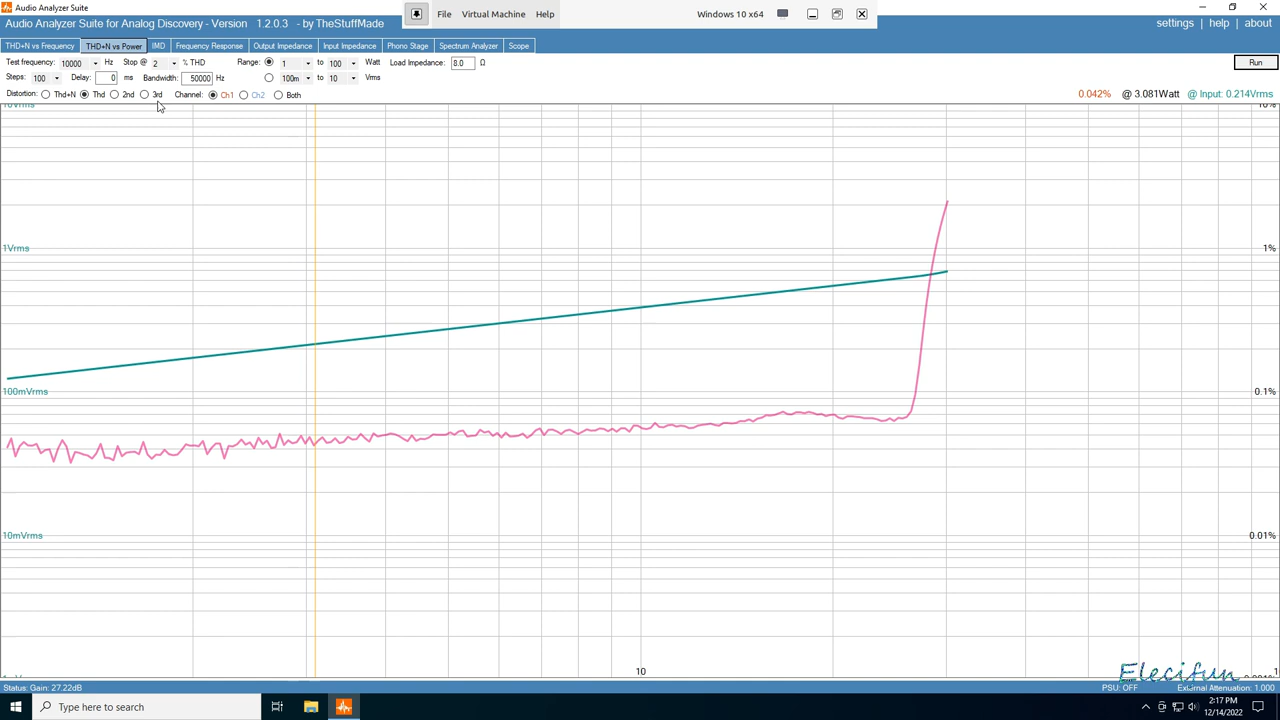 Audio Analyzer Suite
File Virtual Machine Help Windows 10 x64
Audio Analyzer Suite for Analog Discovery - Version 1.2.0.3 - by TheStuffMade settings | help | about
THD+N vs Frequency THD+N vs Power IMD Frequency Response Output Impedance Input Impedance Phono Stage Spectrum Analyzer Scope
Test frequency: 10000 Hz Stop @ 2 % THD Range: 1 to 100 Watt Load Impedance: 8.0 Ω Run
Steps: 100 Delay: 0 ms Bandwidth: 50000 Hz 100m to 10 Vrms
Distortion: Thd+N Thd 2nd 3rd Channel: Ch1 Ch2 Both 0.042% @ 3.081Watt @ Input: 0.214Vrms
10Vrms 10%
1Vrms 1%
100mVrms 0.1%
10mVrms 0.01%
10 1
Elecifun
Status: Gain: 27.22dB PSU: OFF External Attenuation: 1.000
Type here to search 2:17 PM
12/14/2022